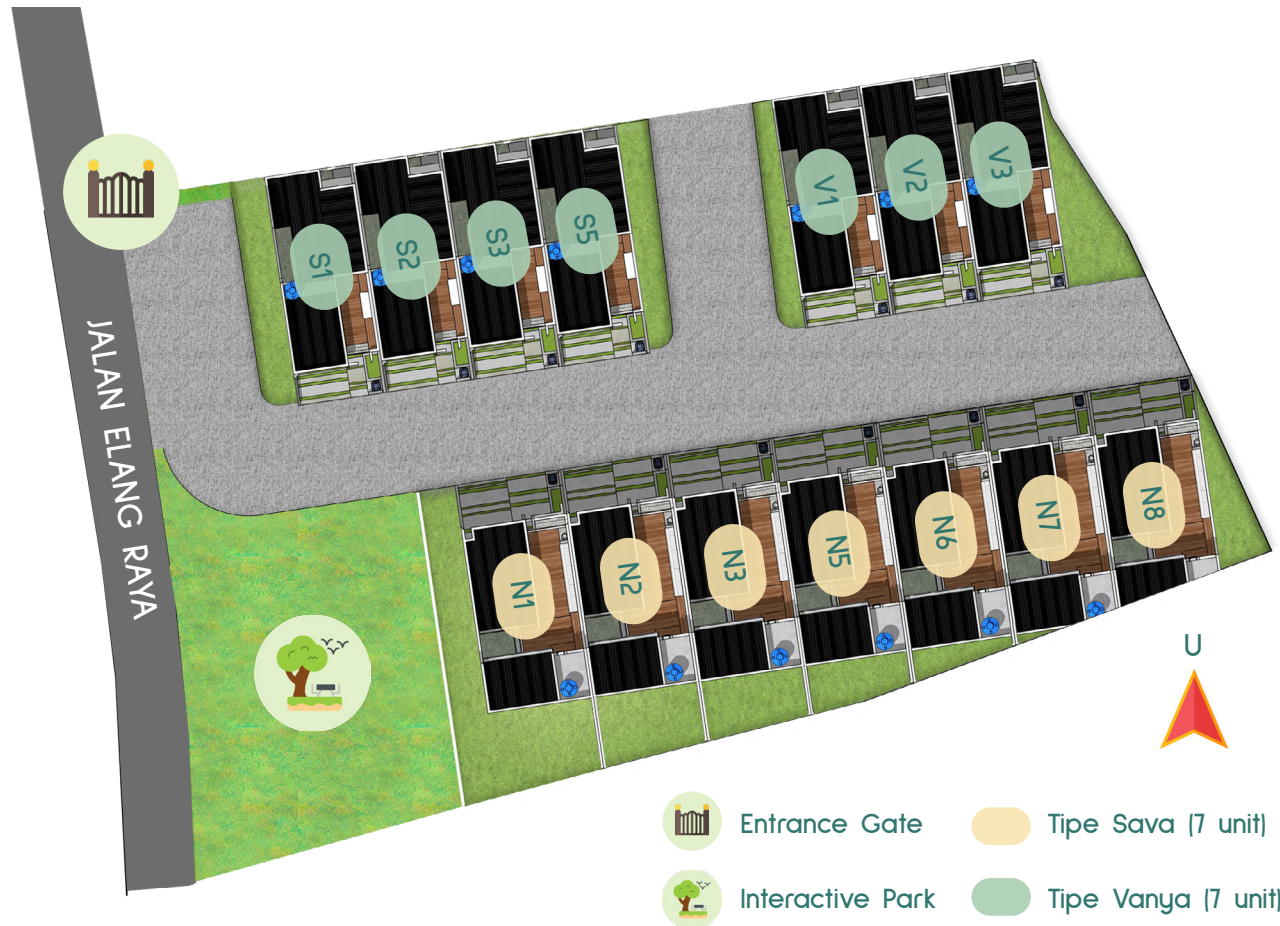 JALAN ELANG RAYA
S1
S2
S3
S5
V1
V2
V3
N1
N2
N3
N5
N6
N7
N8
U
Entrance Gate
Tipe Sava (7 unit)
Interactive Park
Tipe Vanya (7 unit)